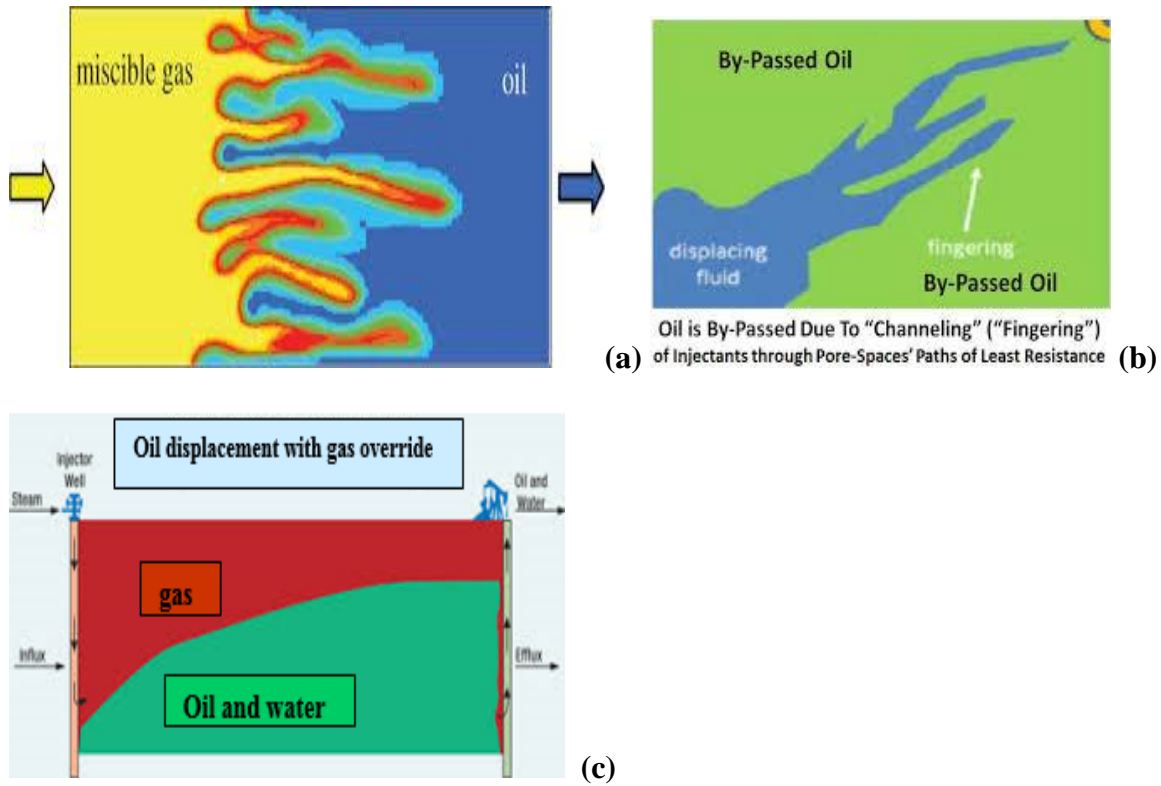 miscible gas
oil
(a)
By-Passed Oil
displacing
fluid
fingering
By-Passed Oil
Oil is By-Passed Due To “Channeling” (“Fingering”)
of Injectants through Pore-Spaces’ Paths of Least Resistance
(b)
Oil displacement with gas override
Injector
Well
Steam
Oil and
Water
gas
Influx
Efflux
Oil and water
(c)